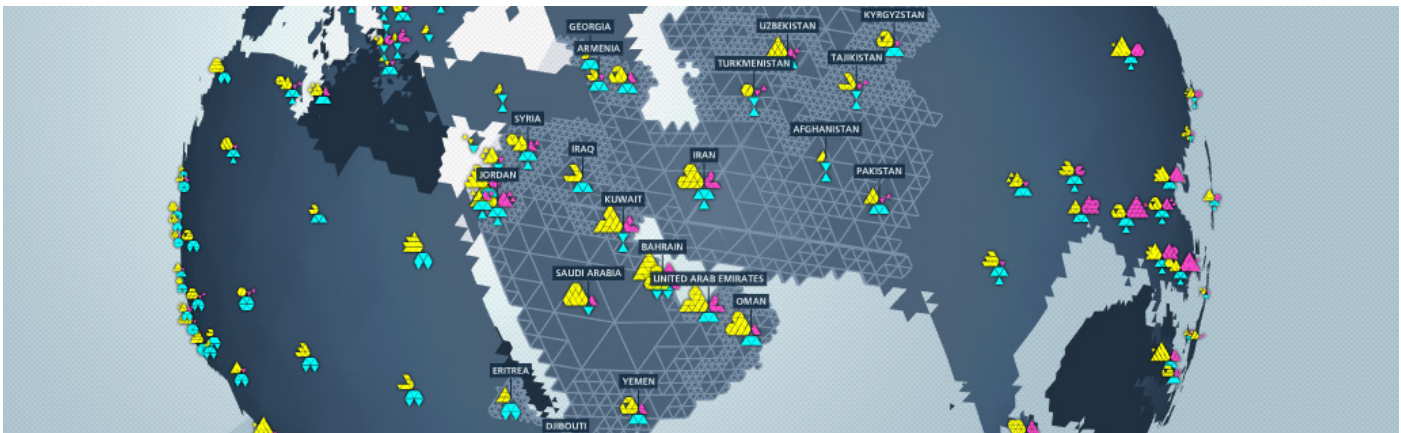 KYRGYZSTAN
GEORGIA
UZBEKISTAN
ARMENIA
TAJIKISTAN
TURKMENISTAN
SYRIA
AFGHANISTAN
IRAQ
IRAN
PAKISTAN
JORDAN
KUWAIT
BAHRAIN
SAUDI ARABIA
UNITED ARAB EMIRATES
OMAN
ERITREA
YEMEN
DJIBOUTI